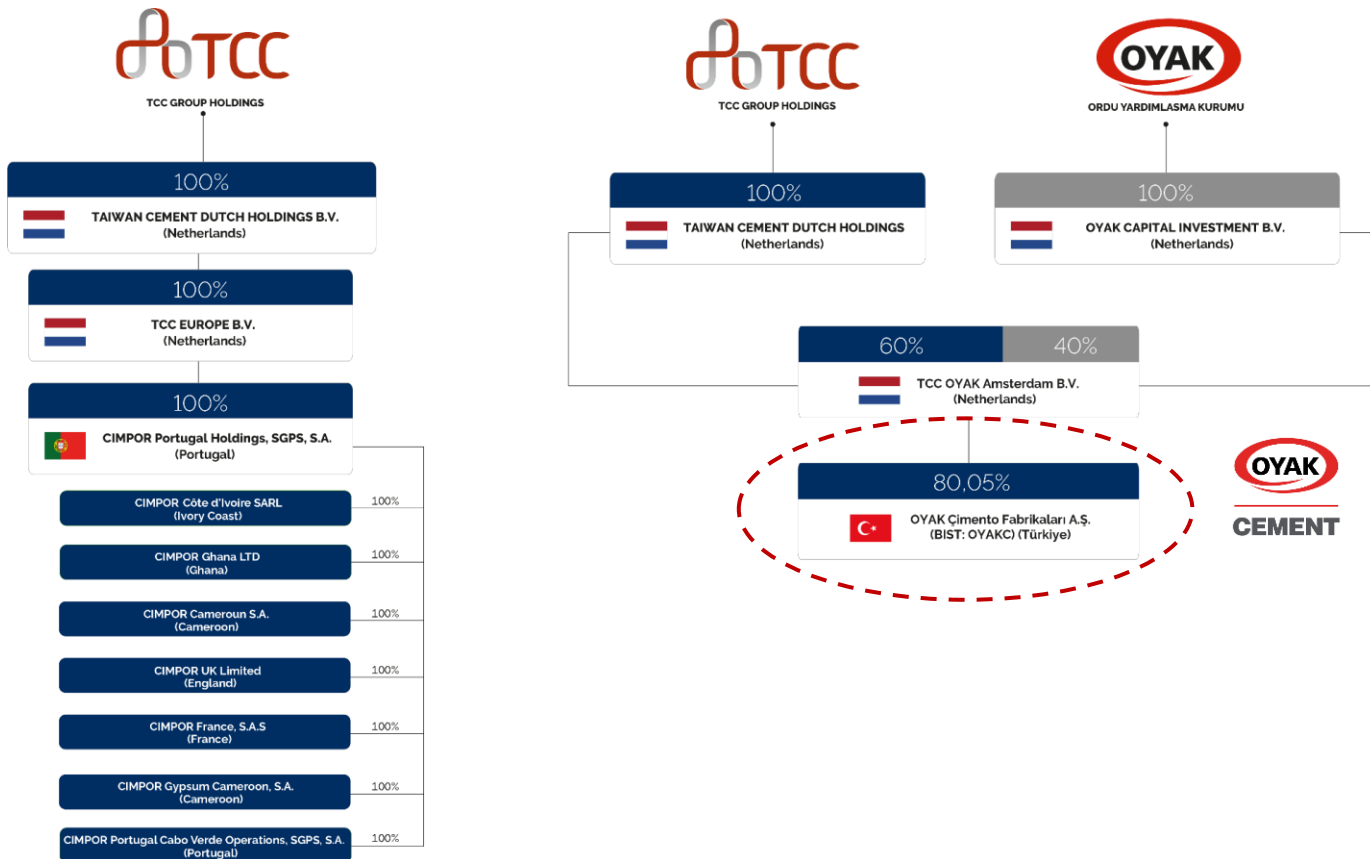 TCC
TCC GROUP HOLDINGS
100%
TAIWAN CEMENT DUTCH HOLDINGS B.V.
(Netherlands)
100%
TCC EUROPE B.V.
(Netherlands)
100%
CIMPOR Portugal Holdings, SGPS, S.A.
(Portugal)
CIMPOR Côte d'Ivoire SARL
(Ivory Coast)
100%
CIMPOR Ghana LTD
(Ghana)
100%
CIMPOR Cameroun S.A.
(Cameroon)
100%
CIMPOR UK Limited
(England)
100%
CIMPOR France, S.A.S
(France)
100%
CIMPOR Gypsum Cameroon, S.A.
(Cameroon)
100%
CIMPOR Portugal Cabo Verde Operations, SGPS, S.A.
(Portugal)
100%
TCC
TCC GROUP HOLDINGS
OYAK
ORDU YARDIMLASMA KURUMU
100%
TAIWAN CEMENT DUTCH HOLDINGS
(Netherlands)
100%
OYAK CAPITAL INVESTMENT B.V.
(Netherlands)
60% 40%
TCC OYAK Amsterdam B.V.
(Netherlands)
80,05%
OYAK Çimento Fabrikaları A.Ş.
(BIST: OYAKC) (Türkiye)
OYAK
CEMENT